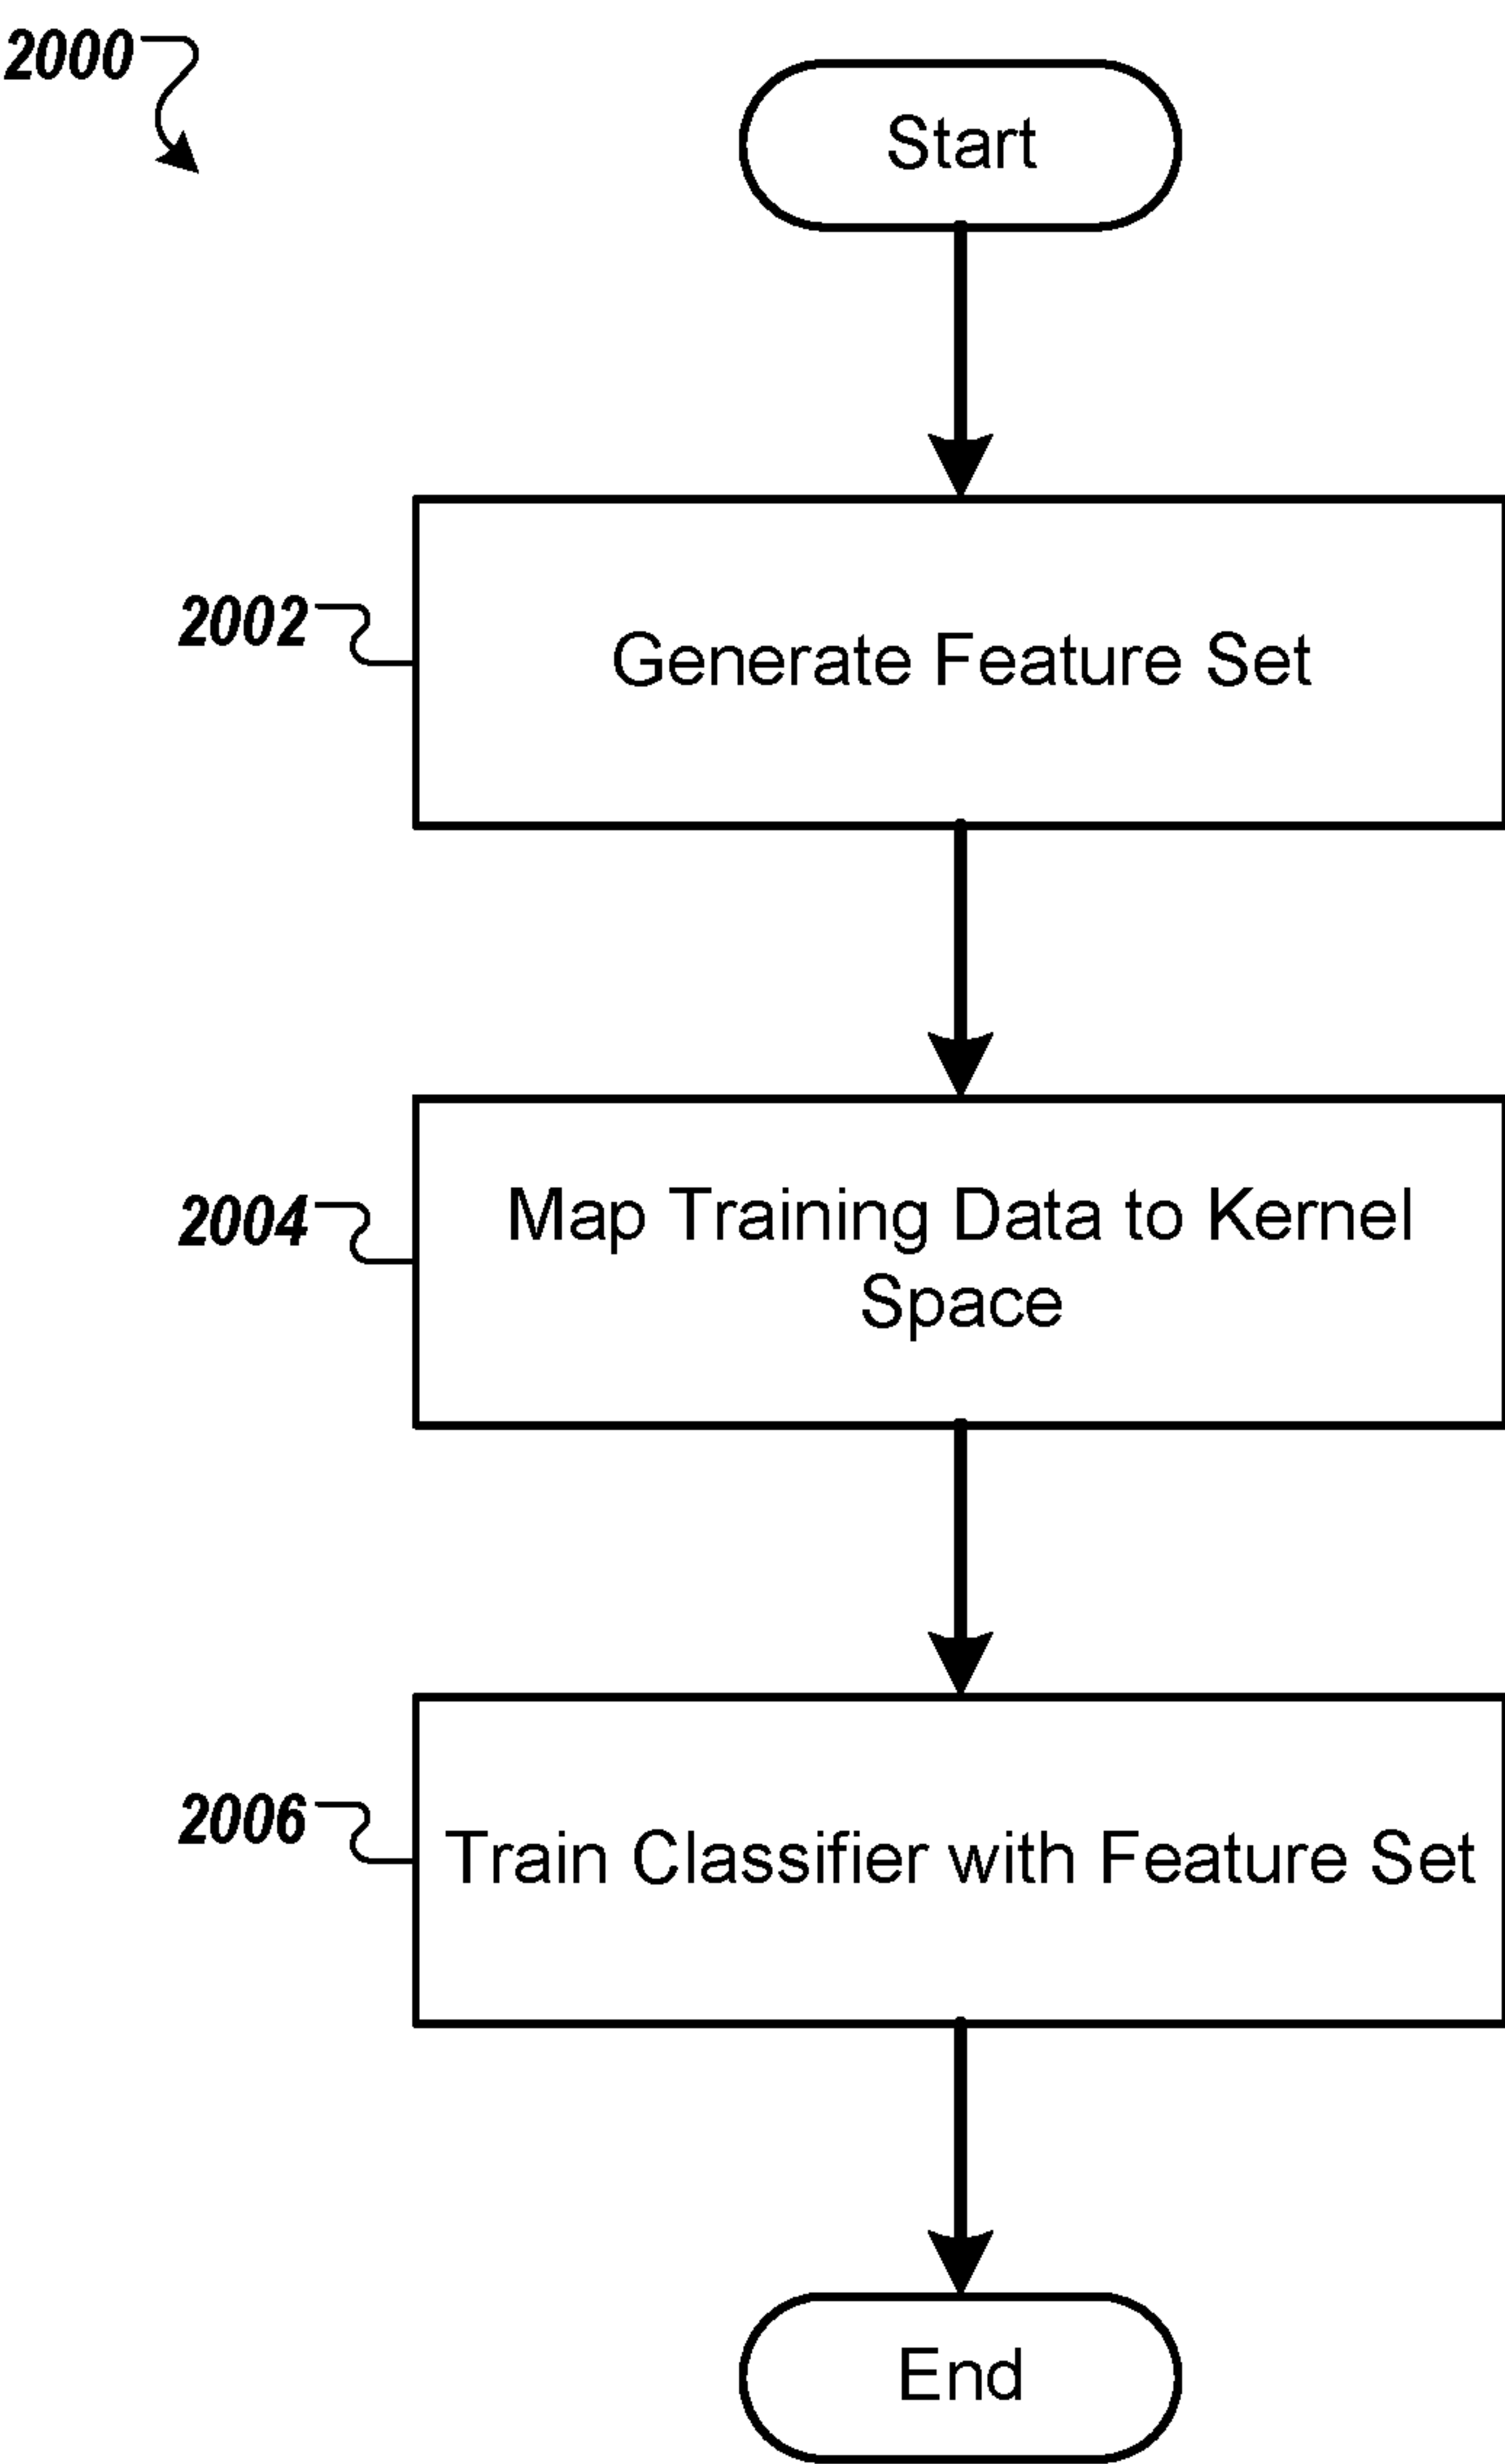 2000
Start
2002
Generate Feature Set
2004
Map Training Data to Kernel
Space
2006
Train Classifier with Feature Set
End